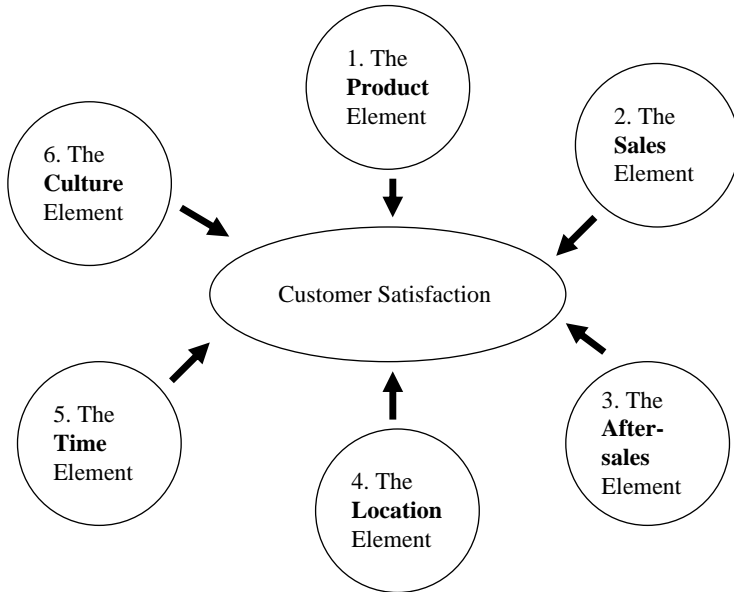 1. The
Product
Element
2. The
Sales
Element
3. The
After-
sales
Element
4. The
Location
Element
5. The
Time
Element
6. The
Culture
Element
Customer Satisfaction